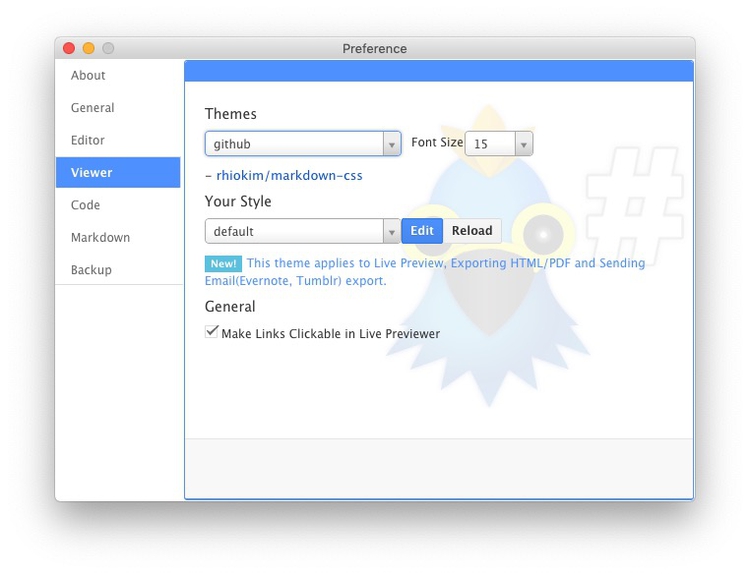 Preference
About
General
Editor
Viewer
Code
Markdown
Backup
Themes
github Font Size 15
– rhiokim/markdown-css
Your Style
default Edit Reload
New! This theme applies to Live Preview, Exporting HTML/PDF and Sending
Email(Evernote, Tumblr) export.
General
Make Links Clickable in Live Previewer
#